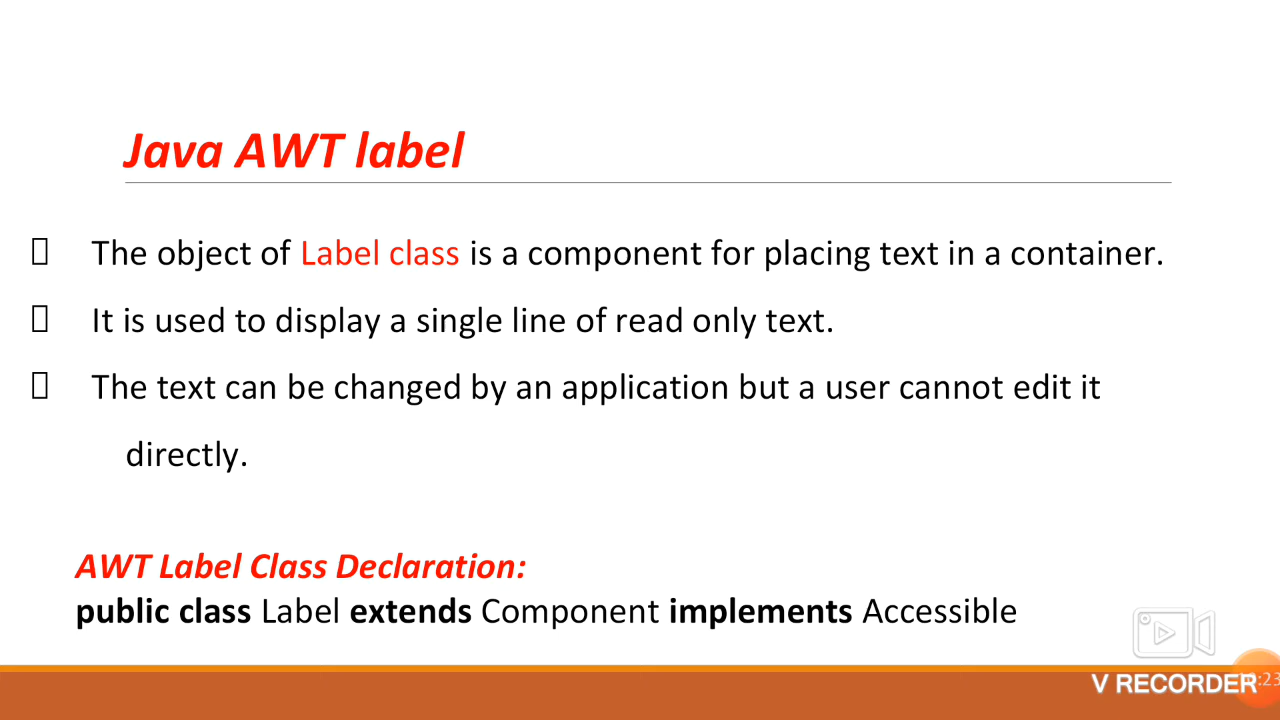 Java AWT label
The object of Label class is a component for placing text in a container.
It is used to display a single line of read only text.
The text can be changed by an application but a user cannot edit it
directly.
AWT Label Class Declaration:
public class Label extends Component implements Accessible
V RECORDER
:23